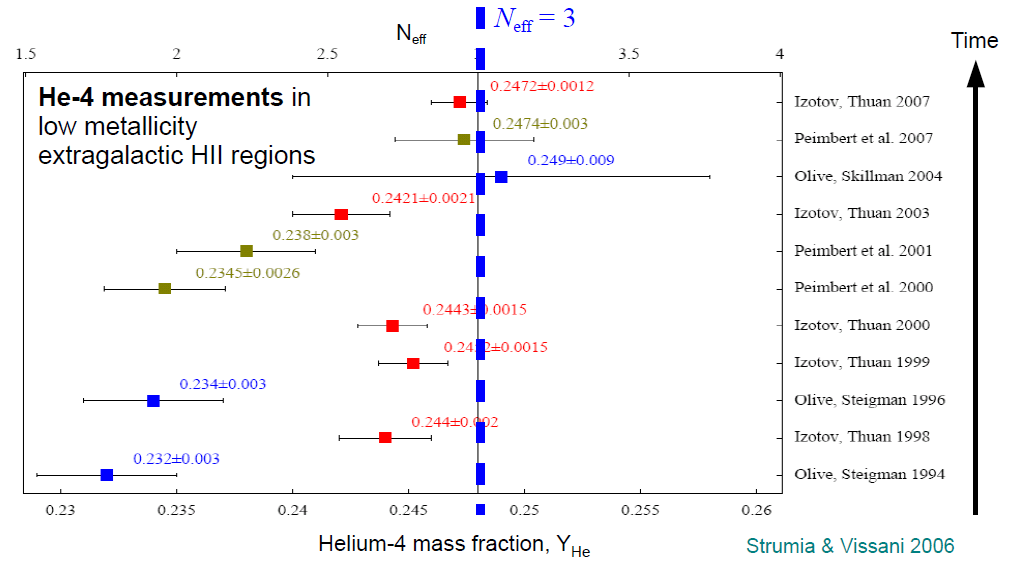 N_eff = 3
N_eff
1.5 2 2.5 3.5 4
Time
He-4 measurements in
low metallicity
extragalactic HII regions
0.2472±0.0012
Izotov, Thuan 2007
0.2474±0.003
Peimbert et al. 2007
0.249±0.009
Olive, Skillman 2004
0.2421±0.0021
Izotov, Thuan 2003
0.238±0.003
Peimbert et al. 2001
0.2345±0.0026
Peimbert et al. 2000
0.2443±0.0015
Izotov, Thuan 2000
Izotov, Thuan 1999
0.234±0.003
Olive, Steigman 1996
0.244±0.002
Izotov, Thuan 1998
0.232±0.003
Olive, Steigman 1994
0.23 0.235 0.24 0.245 0.25 0.255 0.26
Helium-4 mass fraction, Y_He
Strumia & Vissani 2006